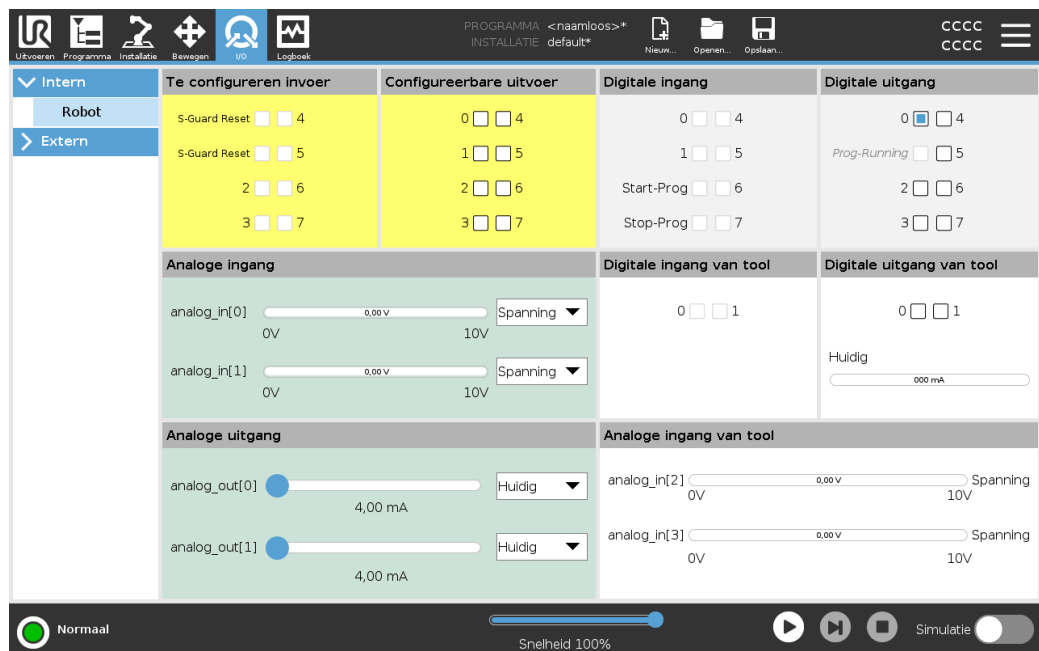 PROGRAMMA <naamloos>*
INSTALLATIE default*
UR
Uitvoeren Programma Installatie Bewegen I/O Logboek
Nieuw... Openen... Opslaan...
CCCC
CCCC
Intern
Robot
Extern
Te configureren invoer
S-Guard Reset 4
S-Guard Reset 5
2 6
3 7
Configureerbare uitvoer
0 4
1 5
2 6
3 7
Digitale ingang
0 4
1 5
Start-Prog 6
Stop-Prog 7
Digitale uitgang
0 4
Prog-Running 5
2 6
3 7
Analoge ingang
analog_in[0] 0,00 V Spanning
0V 10V
analog_in[1] 0,00 V Spanning
0V 10V
Digitale ingang van tool
0 1
Digitale uitgang van tool
0 1
Huidig
000 mA
Analoge uitgang
analog_out[0] Huidig
4,00 mA
analog_out[1] Huidig
4,00 mA
Analoge ingang van tool
analog_in[2] 0,00 V Spanning
0V 10V
analog_in[3] 0,00 V Spanning
0V 10V
Normaal
Snelheid 100%
Simulatie